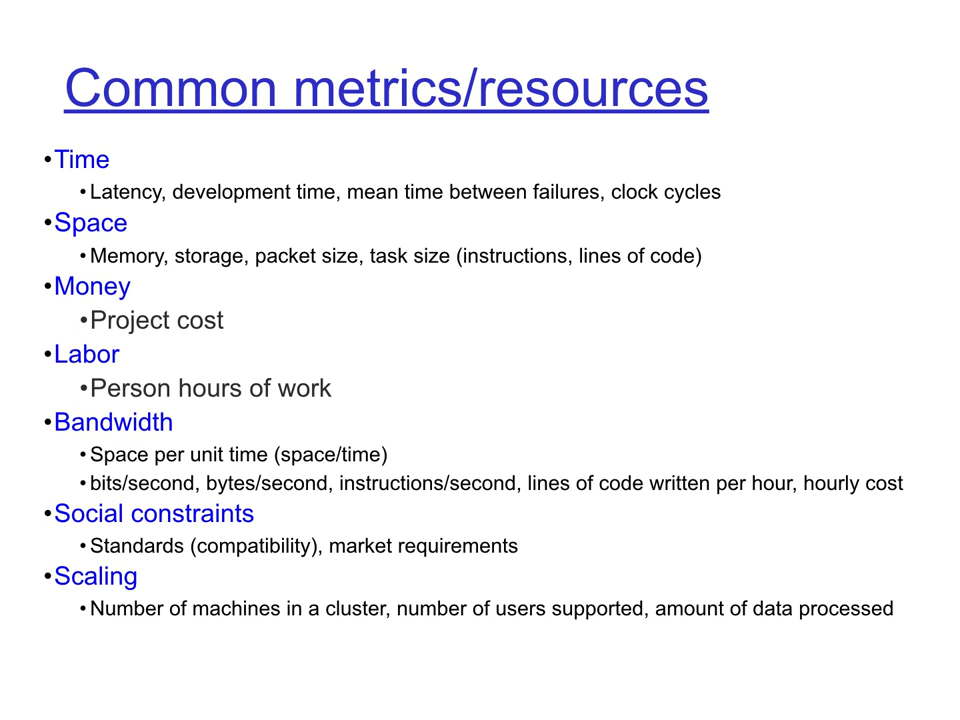 Common metrics/resources
•Time
•Latency, development time, mean time between failures, clock cycles
•Space
•Memory, storage, packet size, task size (instructions, lines of code)
•Money
•Project cost
•Labor
•Person hours of work
•Bandwidth
•Space per unit time (space/time)
•bits/second, bytes/second, instructions/second, lines of code written per hour, hourly cost
•Social constraints
•Standards (compatibility), market requirements
•Scaling
•Number of machines in a cluster, number of users supported, amount of data processed